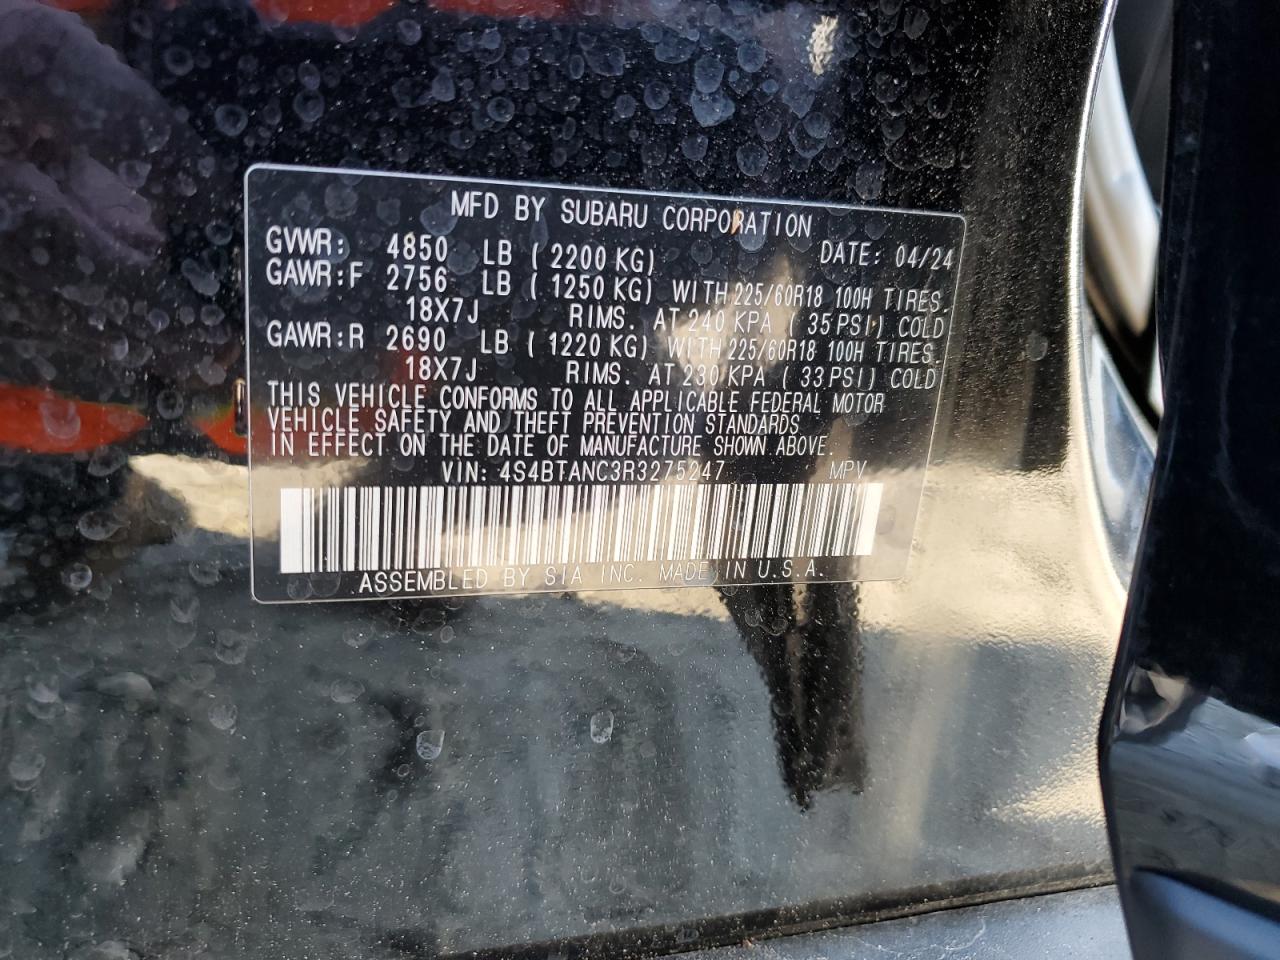 MFD BY SUBARU CORPORATION
GVWR: 4850 LB ( 2200 KG) DATE: 04/24
GAWR:F 2756 LB ( 1250 KG) WITH 225/60R18 100H TIRES.
18X7J RIMS. AT 240 KPA ( 35 PSI) COLD
GAWR:R 2690 LB ( 1220 KG) WITH 225/60R18 100H TIRES.
18X7J RIMS. AT 230 KPA ( 33 PSI) COLD
THIS VEHICLE CONFORMS TO ALL APPLICABLE FEDERAL MOTOR
VEHICLE SAFETY AND THEFT PREVENTION STANDARDS
IN EFFECT ON THE DATE OF MANUFACTURE SHOWN ABOVE.
VIN: 4S4BTANC3R3275247 MPV
ASSEMBLED BY SIA INC. MADE IN U.S.A.